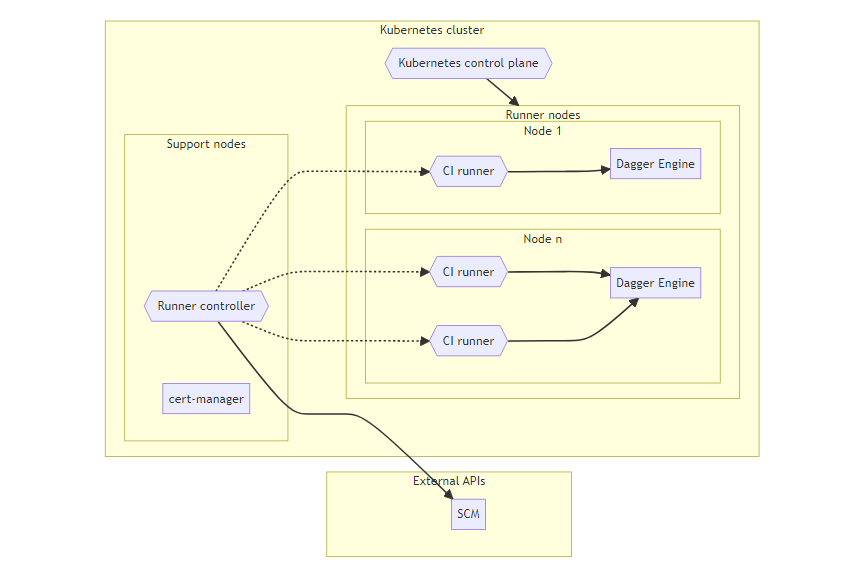 Kubernetes cluster
Kubernetes control plane
Runner nodes
Node 1
Support nodes
CI runner
Dagger Engine
Node n
CI runner
Dagger Engine
Runner controller
CI runner
cert-manager
External APIs
SCM